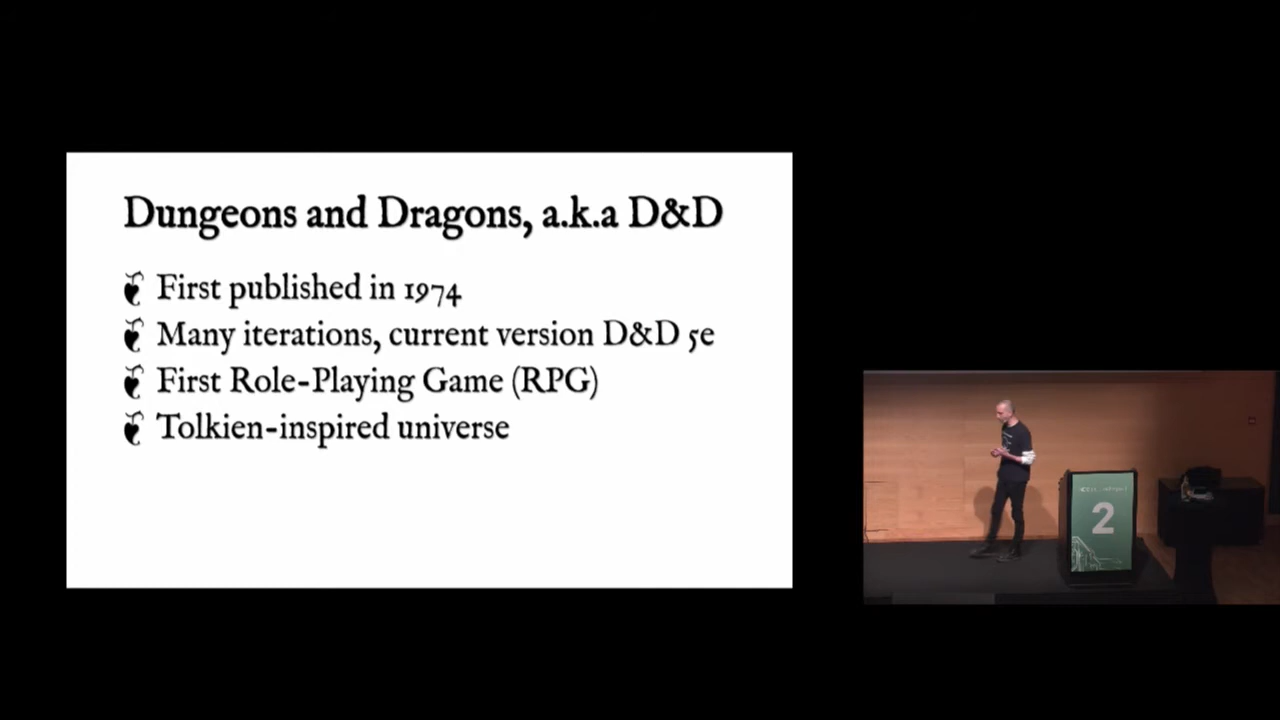 Dungeons and Dragons, a.k.a D&D
First published in 1974
Many iterations, current version D&D 5e
First Role-Playing Game (RPG)
Tolkien-inspired universe
2